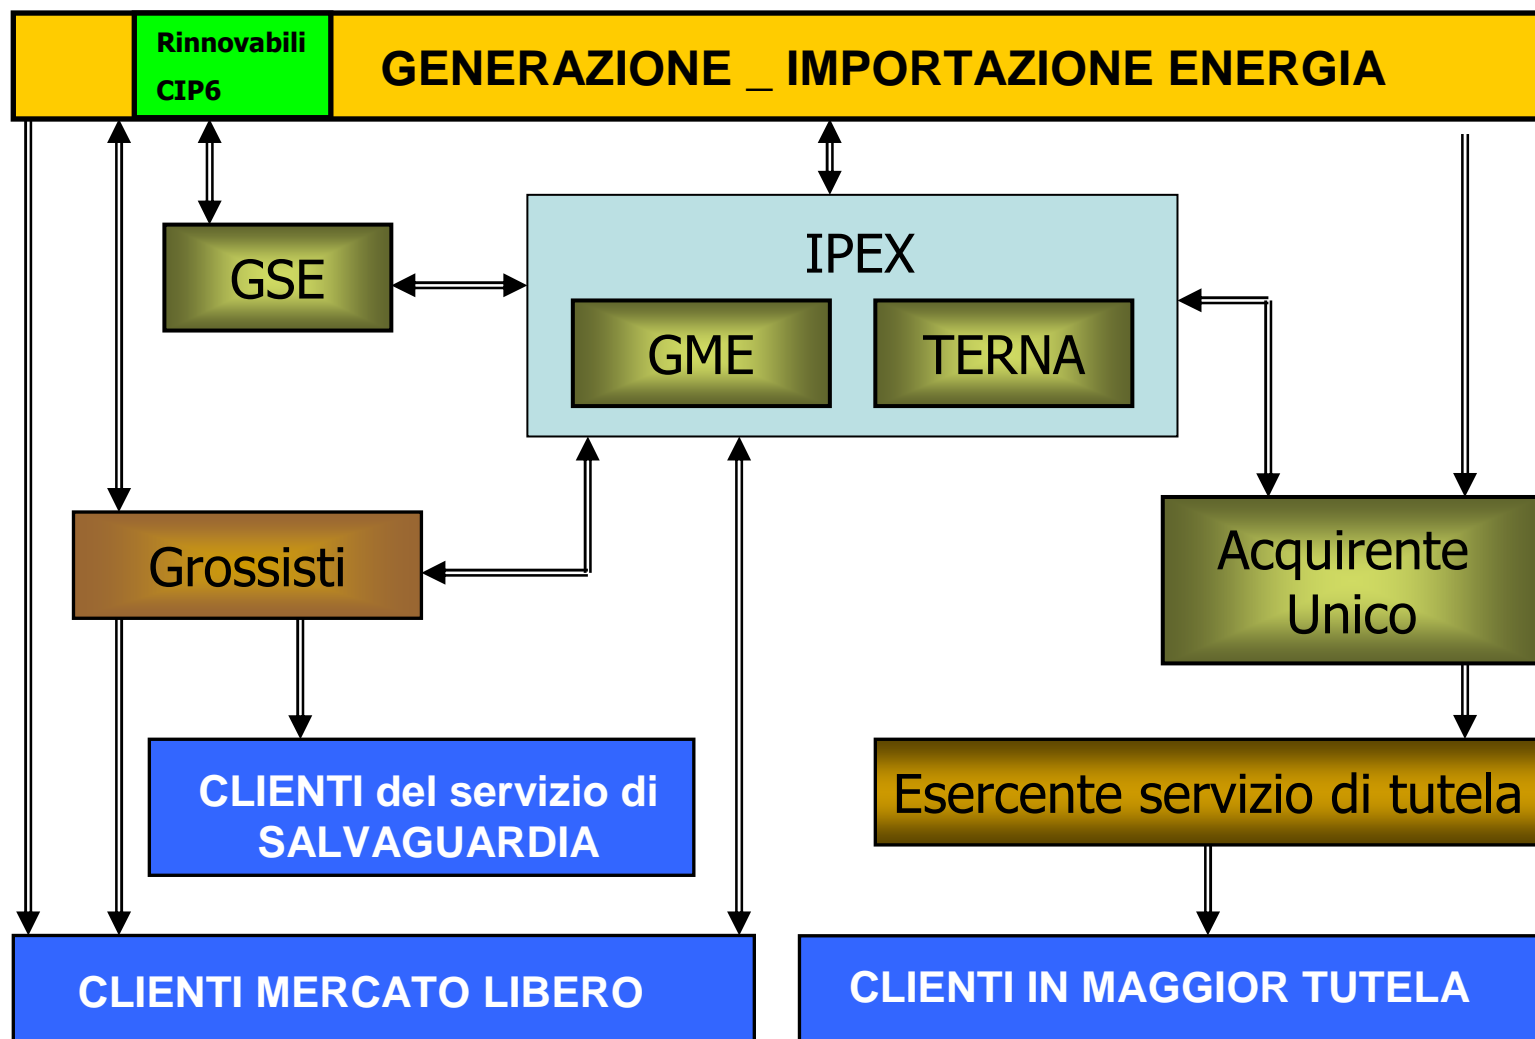 Rinnovabili
CIP6
GENERAZIONE _ IMPORTAZIONE ENERGIA
IPEX
GSE
GME
TERNA
Grossisti
Acquirente
Unico
CLIENTI del servizio di
SALVAGUARDIA
Esercente servizio di tutela
CLIENTI MERCATO LIBERO
CLIENTI IN MAGGIOR TUTELA